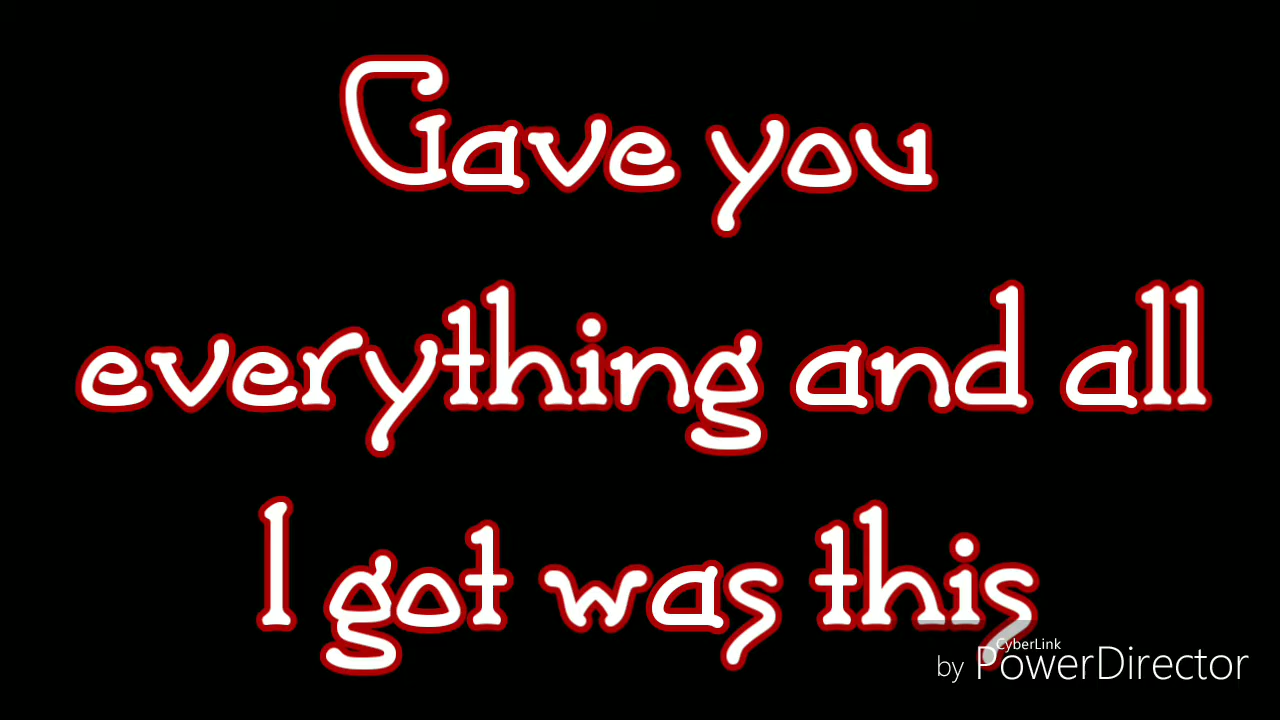 Gave you
everything and all
I got was this
CyberLink
by PowerDirector